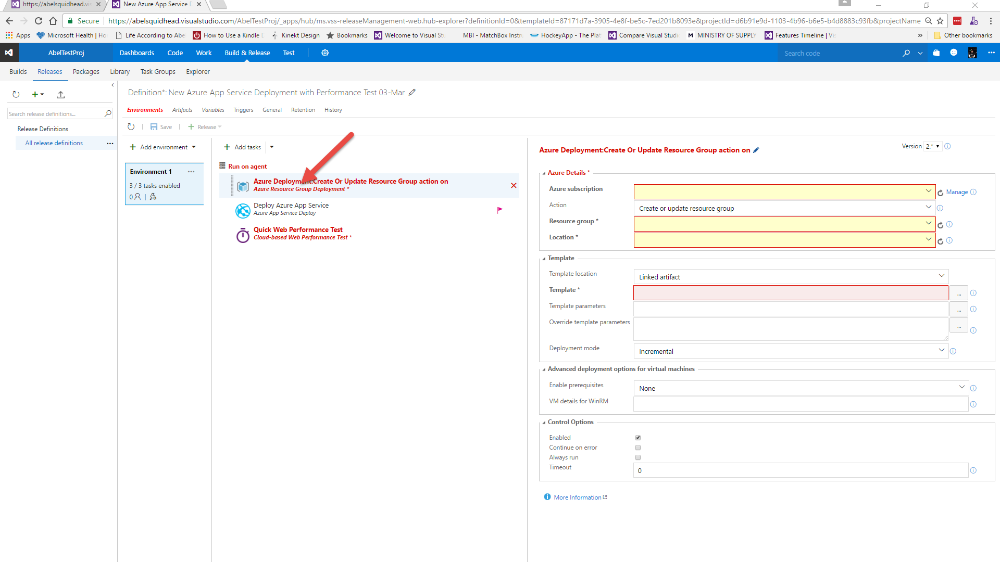 https://abelsquidhead.vis
New Azure App Service D
Secure
https://abelsquidhead.visualstudio.com/AbelTestProj/_apps/hub/ms.vss-releaseManagement-web.hub-explorer?definitionId=0&templateId=87171d7a-3905-4e8f-be5c-7ed201b8093e&projectId=d6b91e9d-1103-4b96-b6e5-b4d8883c93fb&projectName
Apps Microsoft Health | Ho Life According to Abe How to Use a Kindle D Kinekt Design Bookmarks Welcome to Visual Stu MBI - MatchBox Instru HockeyApp - The Plat Compare Visual Studio M MINISTRY OF SUPPLY Features Timeline | Vis » Other bookmarks
AbelTestProj Dashboards Code Work Build & Release Test Search code
Builds Releases Packages Library Task Groups Explorer
Definition*: New Azure App Service Deployment with Performance Test 03-Mar
Search release definitions...
Release Definitions
All release definitions ...
Environments Artifacts Variables Triggers General Retention History
Save Release
Add environment
Environment 1 ...
3 / 3 tasks enabled
0 |
Add tasks
Run on agent
Azure Deployment:Create Or Update Resource Group action on
Azure Resource Group Deployment *
Deploy Azure App Service
Azure App Service Deploy
Quick Web Performance Test
Cloud-based Web Performance Test *
Azure Deployment:Create Or Update Resource Group action on
Version 2.*
Azure Details *
Azure subscription Manage
Action Create or update resource group
Resource group *
Location *
Template
Template location Linked artifact
Template * ...
Template parameters ...
Override template parameters ...
Deployment mode Incremental
Advanced deployment options for virtual machines
Enable prerequisites None
VM details for WinRM
Control Options
Enabled
Continue on error
Always run
Timeout 0
More Information